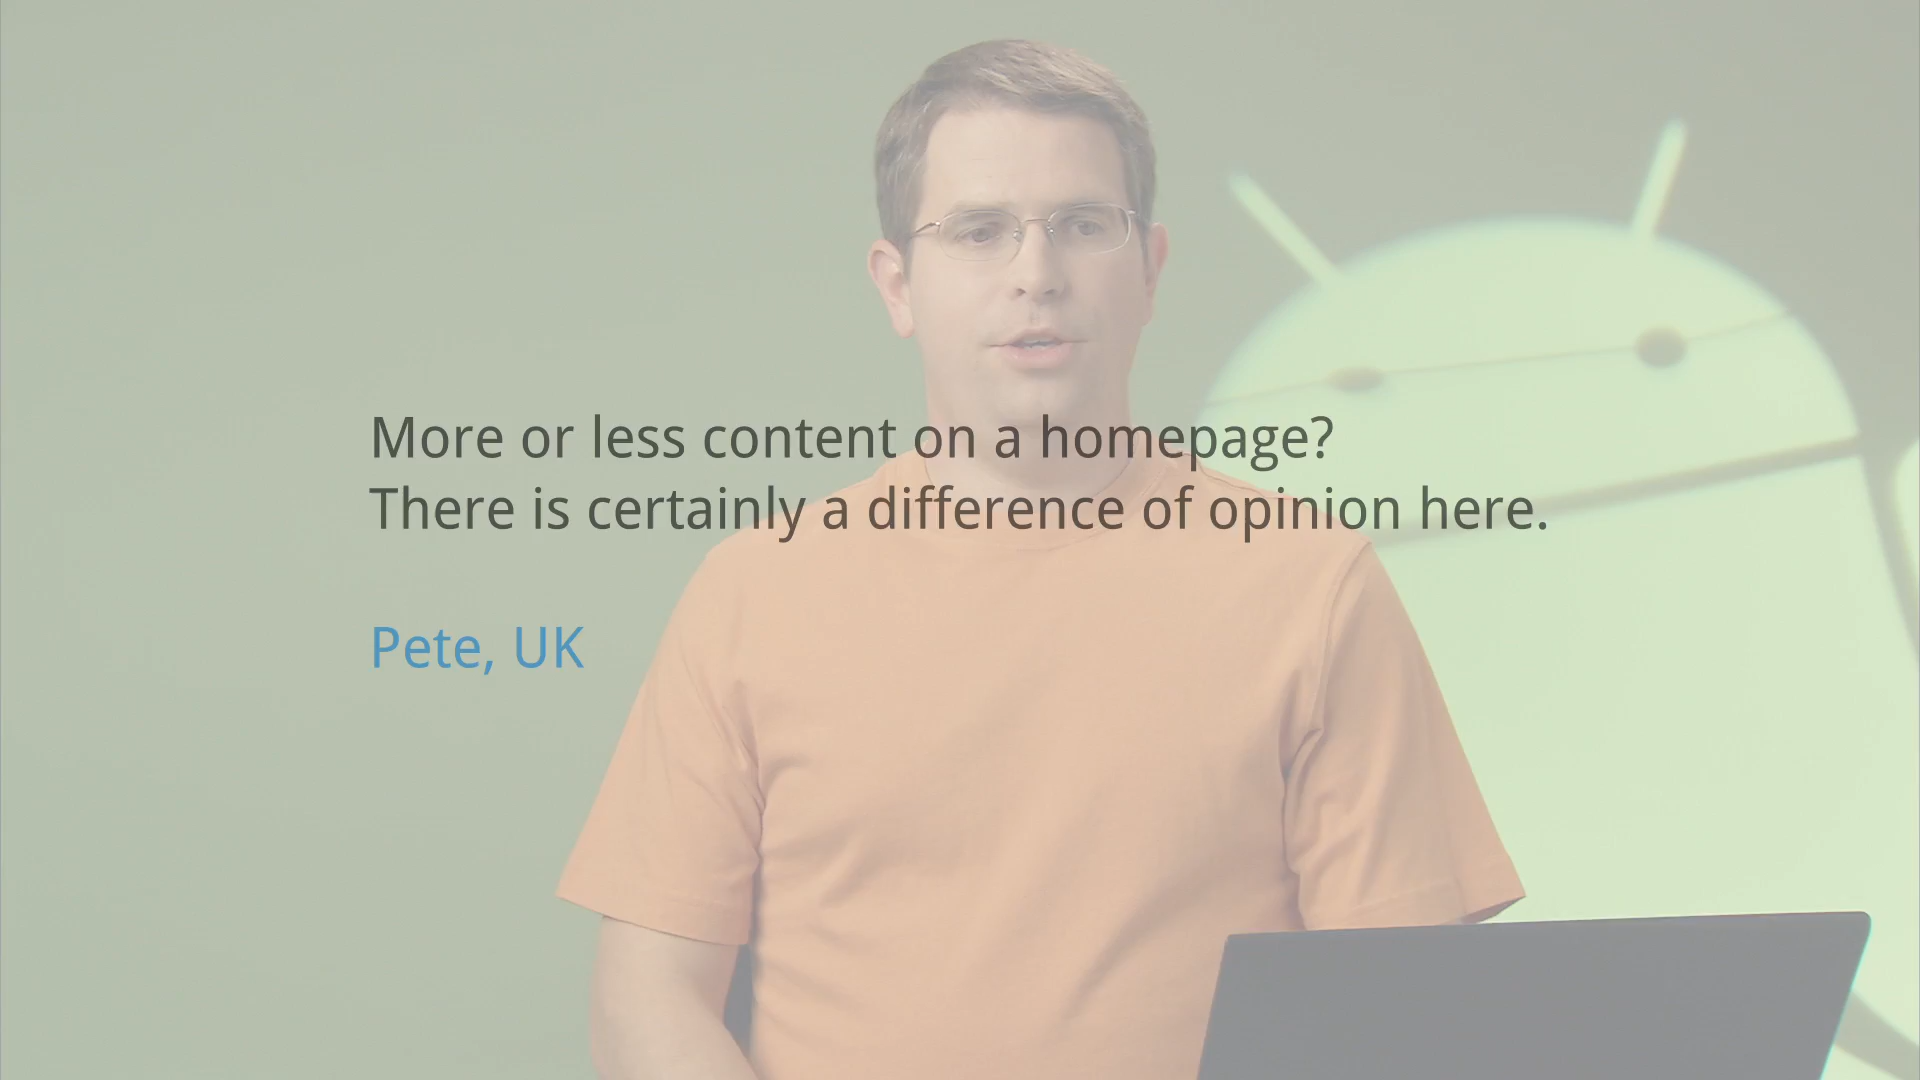 More or less content on a homepage?
There is certainly a difference of opinion here.
Pete, UK